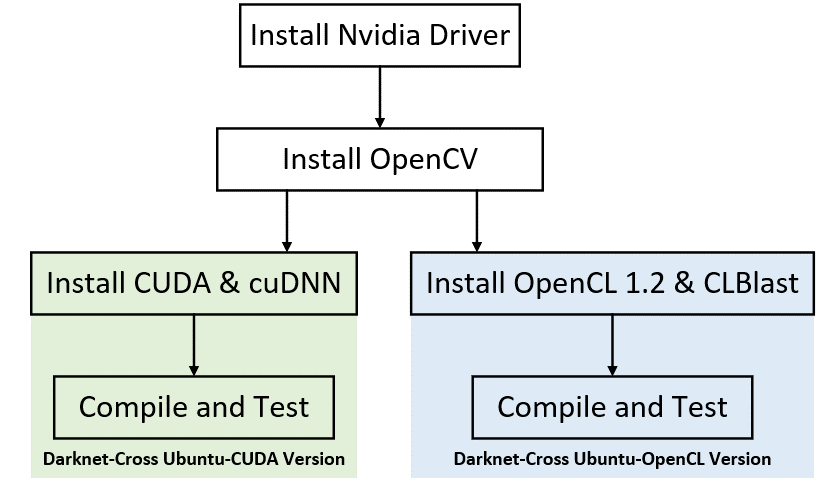 Install Nvidia Driver
Install OpenCV
Install CUDA & cuDNN
Install OpenCL 1.2 & CLBlast
Compile and Test
Compile and Test
Darknet-Cross Ubuntu-CUDA Version
Darknet-Cross Ubuntu-OpenCL Version